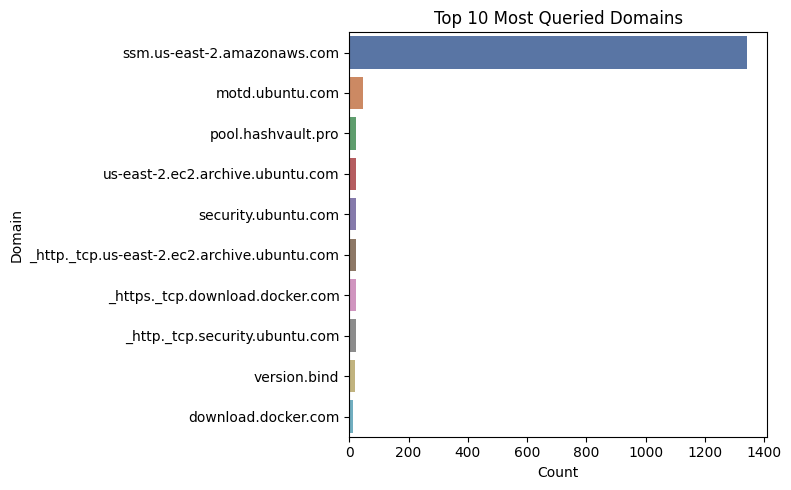 Top 10 Most Queried Domains
Domain
ssm.us-east-2.amazonaws.com
motd.ubuntu.com
pool.hashvault.pro
us-east-2.ec2.archive.ubuntu.com
security.ubuntu.com
_http._tcp.us-east-2.ec2.archive.ubuntu.com
_https._tcp.download.docker.com
_http._tcp.security.ubuntu.com
version.bind
download.docker.com
0 200 400 600 800 1000 1200 1400
Count